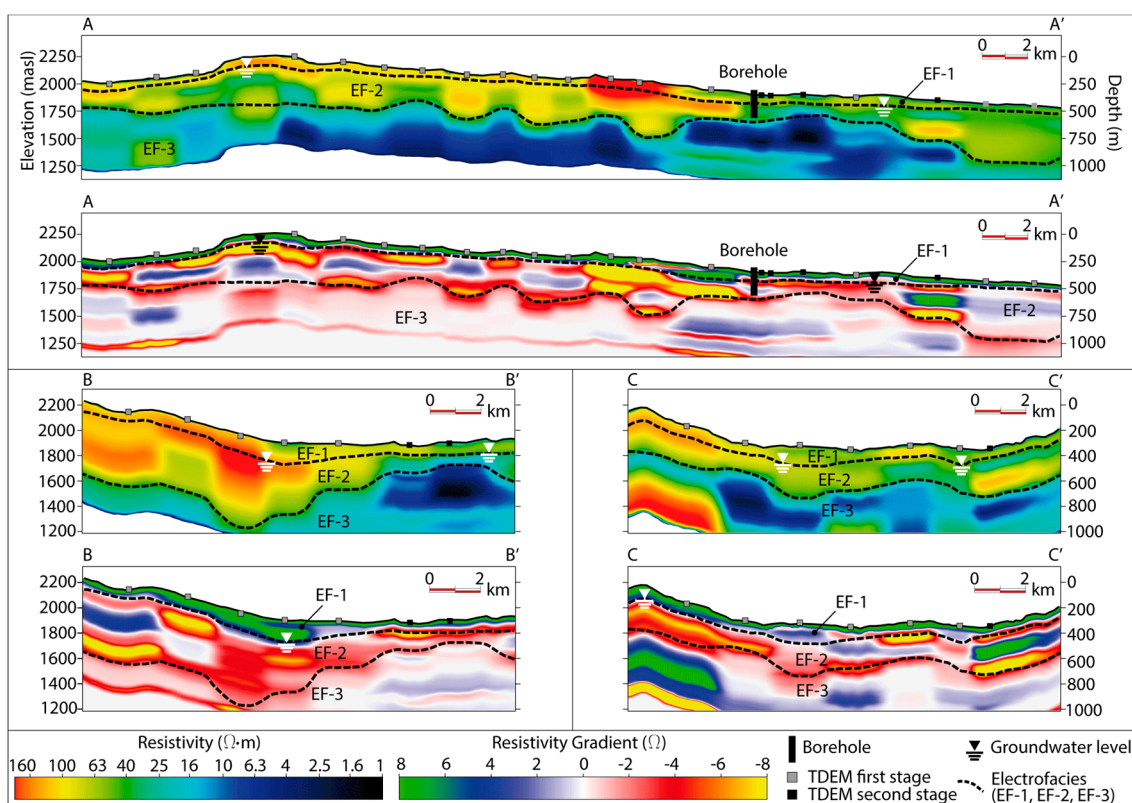 A A′
Elevation (masl)
2250
2000
1750
1500
1250
EF-3
EF-2
Borehole
EF-1
0 2
km
Depth (m)
0
250
500
750
1000
A A′
2250
2000
1750
1500
1250
EF-3
Borehole
EF-1
EF-2
0 2
km
0
250
500
750
1000
B B′
2200
2000
1800
1600
1400
1200
0 2
km
EF-1
EF-2
EF-3
C C′
0 2
km
EF-1
EF-2
EF-3
0
200
400
600
800
1000
B B′
2200
2000
1800
1600
1400
1200
0 2
km
EF-1
EF-2
EF-3
C C′
0 2
km
EF-1
EF-2
EF-3
0
200
400
600
800
1000
Resistivity (Ω·m)
160 100 63 40 25 16 10 6.3 4 2.5 1.6 1
Resistivity Gradient (Ω)
8 6 4 2 0 -2 -4 -6 -8
Borehole
TDEM first stage
TDEM second stage
Groundwater level
Electrofacies
(EF-1, EF-2, EF-3)